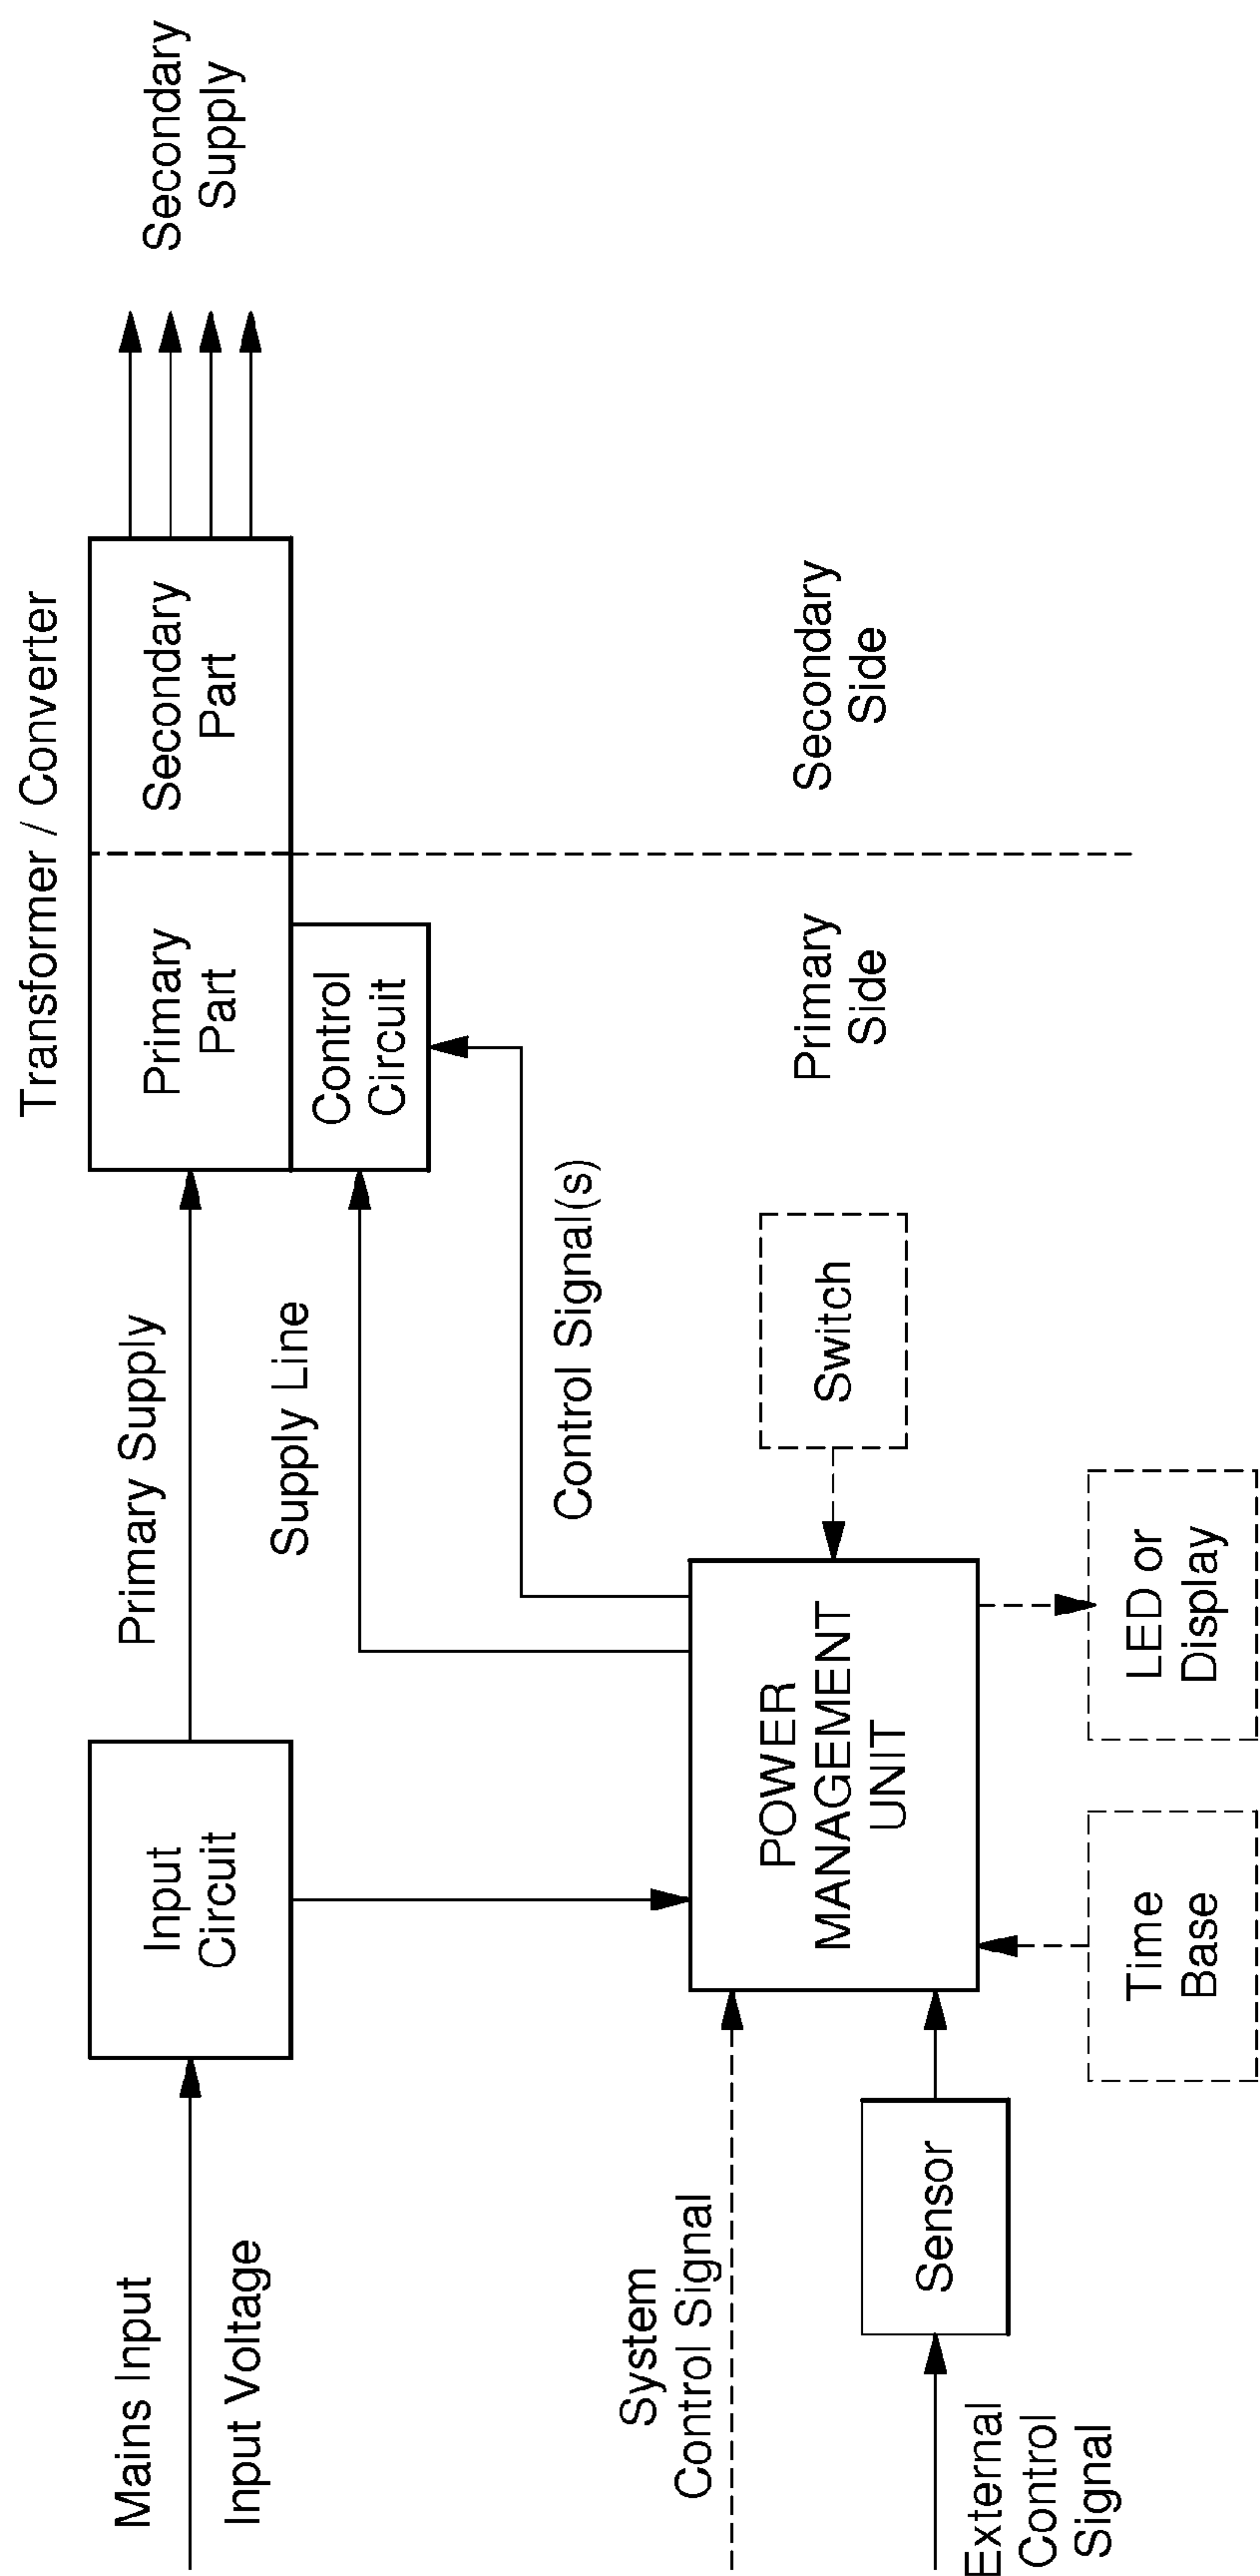 Transformer / Converter
Mains Input
Input Voltage
Input
Circuit
Primary Supply
Primary
Part
Secondary
Part
Secondary
Supply
Supply Line
Control
Circuit
Control Signal(s)
System
Control Signal
POWER
MANAGEMENT
UNIT
Switch
Primary
Side
Secondary
Side
Sensor
External
Control
Signal
Time
Base
LED or
Display